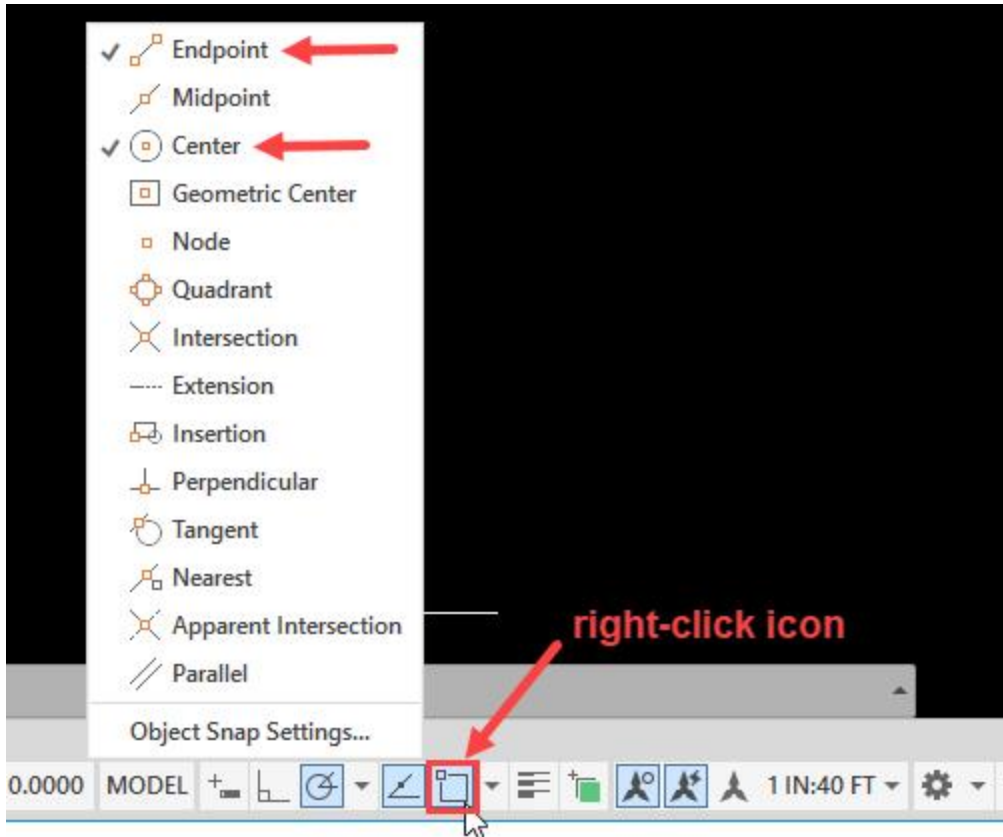 Endpoint
Midpoint
Center
Geometric Center
Node
Quadrant
Intersection
Extension
Insertion
Perpendicular
Tangent
Nearest
Apparent Intersection
right-click icon
Parallel
Object Snap Settings...
0.0000 MODEL 1 IN:40 FT